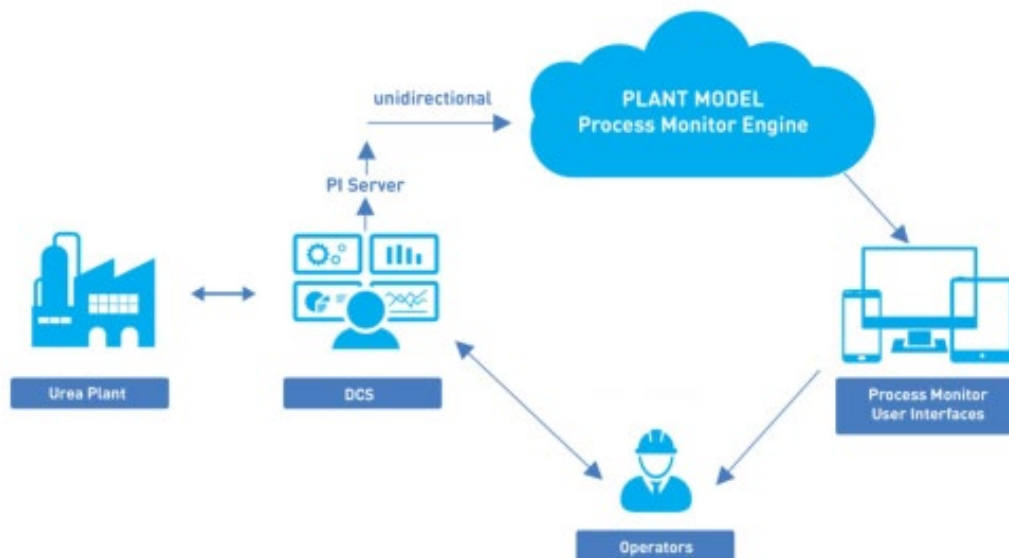 unidirectional
PLANT MODEL
Process Monitor Engine
PI Server
Urea Plant
DCS
Process Monitor
User Interfaces
Operators